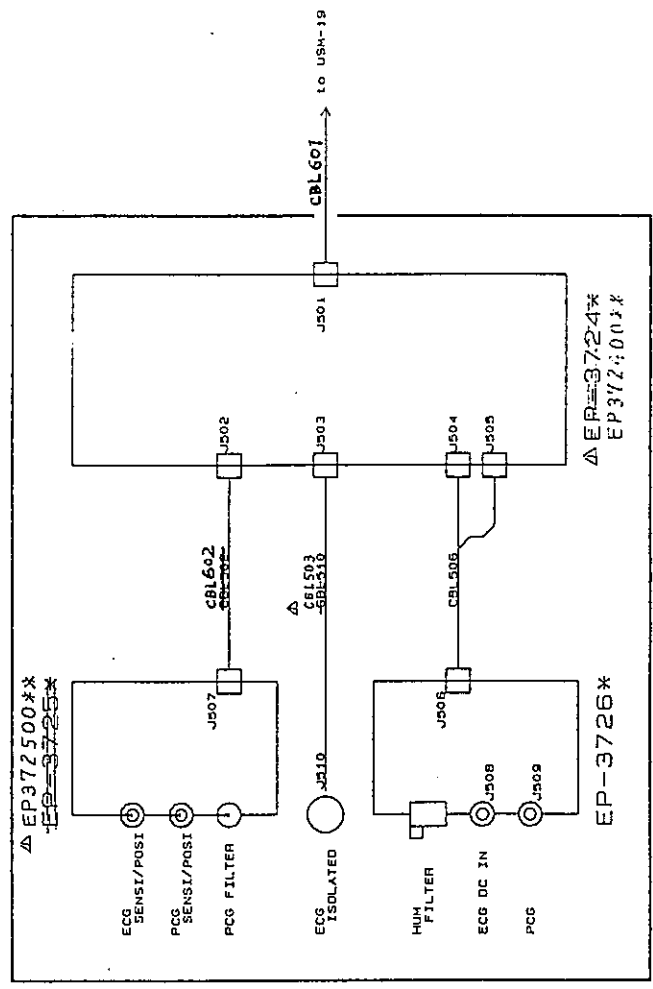 ⚠EP372500**
EP-3725*
ECG
SENSI/POSI
PCG
SENSI/POSI
PCG FILTER
J507
CBL602
J502
J501
CBL601
to USM-19
ECG
ISOLATED
J510
⚠ CBL503
CBL510
J503
HUM
FILTER
ECG DC IN
J508
PCG
J509
J506
CBL506
J504
J505
EP-3726*
⚠EP-3724*
EP372400**